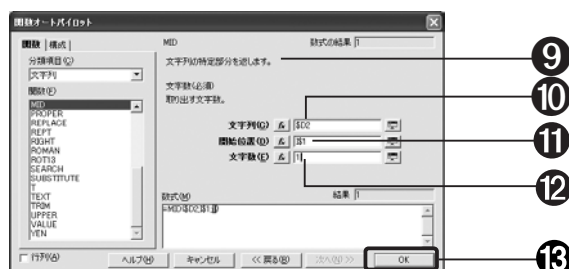 関数オートパイロット
関数 構成
MID
数式の結果 1
分類項目(C)
文字列
文字列の特定部分を返します。
❾
関数(F)
文字数(必須)
取り出す文字数。
MID
PROPER
REPLACE
REPT
RIGHT
ROMAN
ROT13
SEARCH
SUBSTITUTE
T
TEXT
TRIM
UPPER
VALUE
YEN
文字列(G) $D2
❿
開始位置(D) I$1
⓫
文字数(E) 1
⓬
数式(M)
結果 1
=MID($D2,I$1,1)
行列(A)
ヘルプ(H)
キャンセル
<< 戻る(B)
次へ(N) >>
OK
⓭